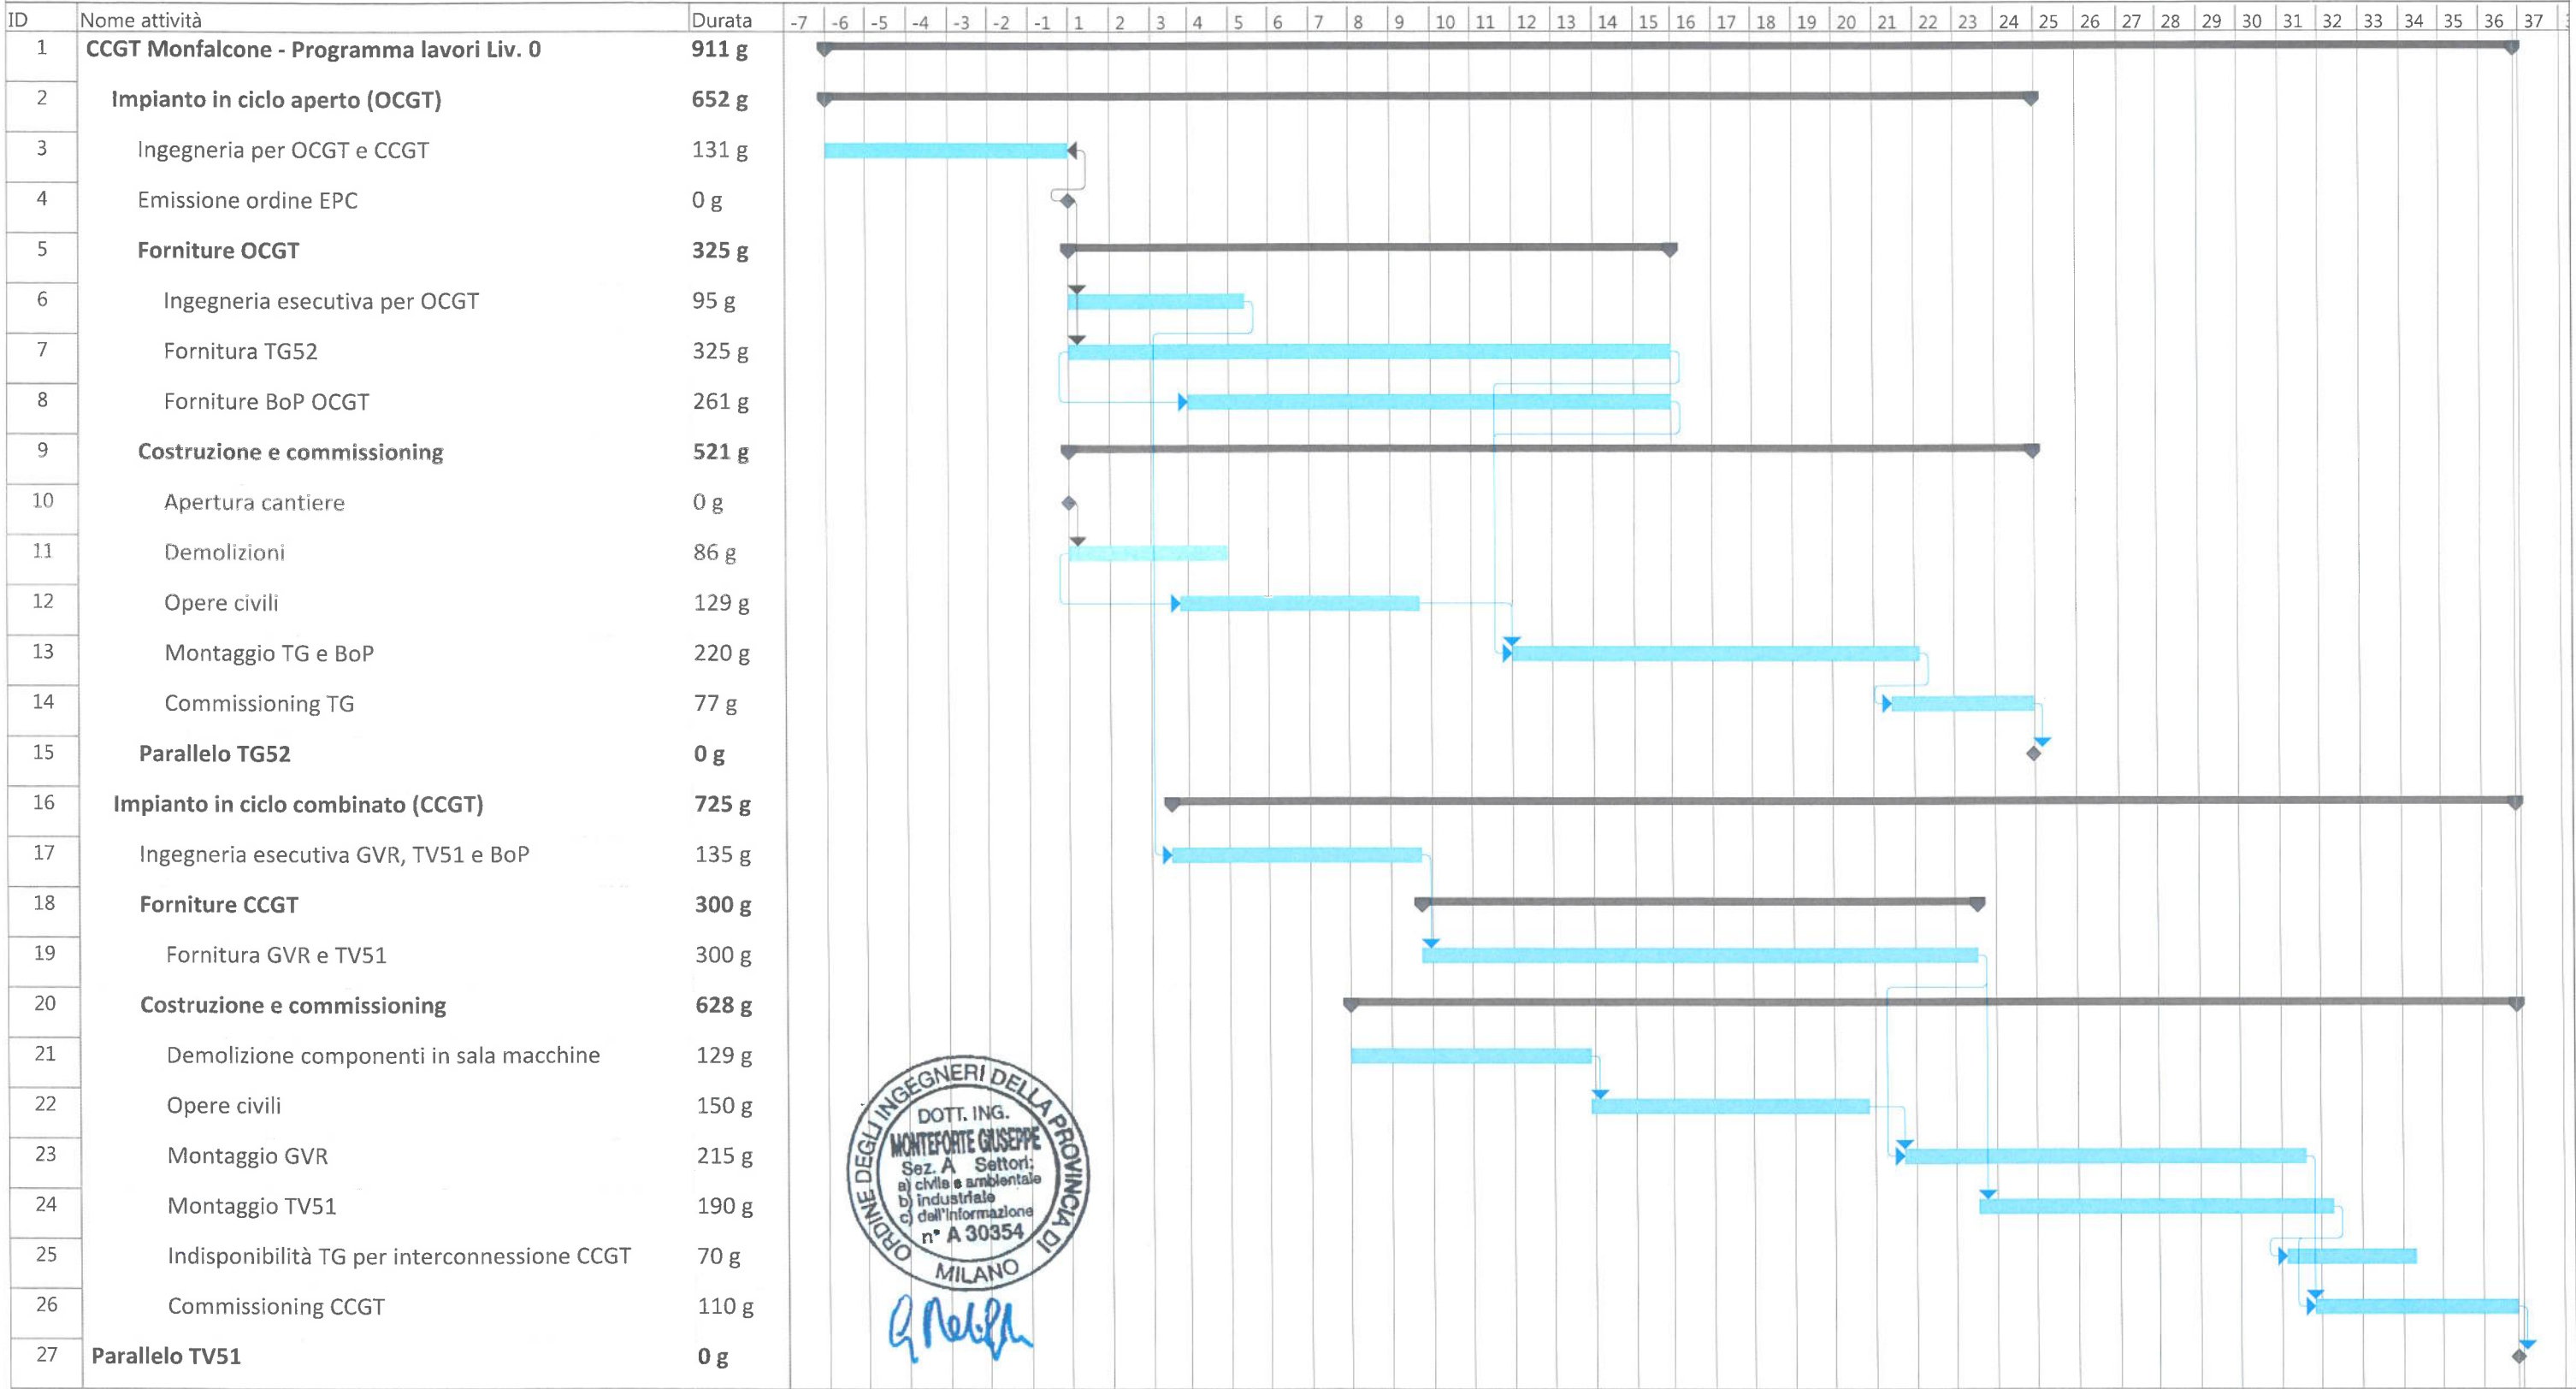 ID Nome attività Durata -7 -6 -5 -4 -3 -2 -1 1 2 3 4 5 6 7 8 9 10 11 12 13 14 15 16 17 18 19 20 21 22 23 24 25 26 27 28 29 30 31 32 33 34 35 36 37
1 CCGT Monfalcone - Programma lavori Liv. 0 911 g
2 Impianto in ciclo aperto (OCGT) 652 g
3 Ingegneria per OCGT e CCGT 131 g
4 Emissione ordine EPC 0 g
5 Forniture OCGT 325 g
6 Ingegneria esecutiva per OCGT 95 g
7 Fornitura TG52 325 g
8 Forniture BoP OCGT 261 g
9 Costruzione e commissioning 521 g
10 Apertura cantiere 0 g
11 Demolizioni 86 g
12 Opere civili 129 g
13 Montaggio TG e BoP 220 g
14 Commissioning TG 77 g
15 Parallelo TG52 0 g
16 Impianto in ciclo combinato (CCGT) 725 g
17 Ingegneria esecutiva GVR, TV51 e BoP 135 g
18 Forniture CCGT 300 g
19 Fornitura GVR e TV51 300 g
20 Costruzione e commissioning 628 g
21 Demolizione componenti in sala macchine 129 g
22 Opere civili 150 g
23 Montaggio GVR 215 g
24 Montaggio TV51 190 g
25 Indisponibilità TG per interconnessione CCGT 70 g
26 Commissioning CCGT 110 g
27 Parallelo TV51 0 g
ORDINE DEGLI INGEGNERI DELLA PROVINCIA DI MILANO
DOTT. ING.
MONTEFORTE GIUSEPPE
Sez. A Settori:
a) civile e ambientale
b) industriale
c) dell'informazione
n° A 30354